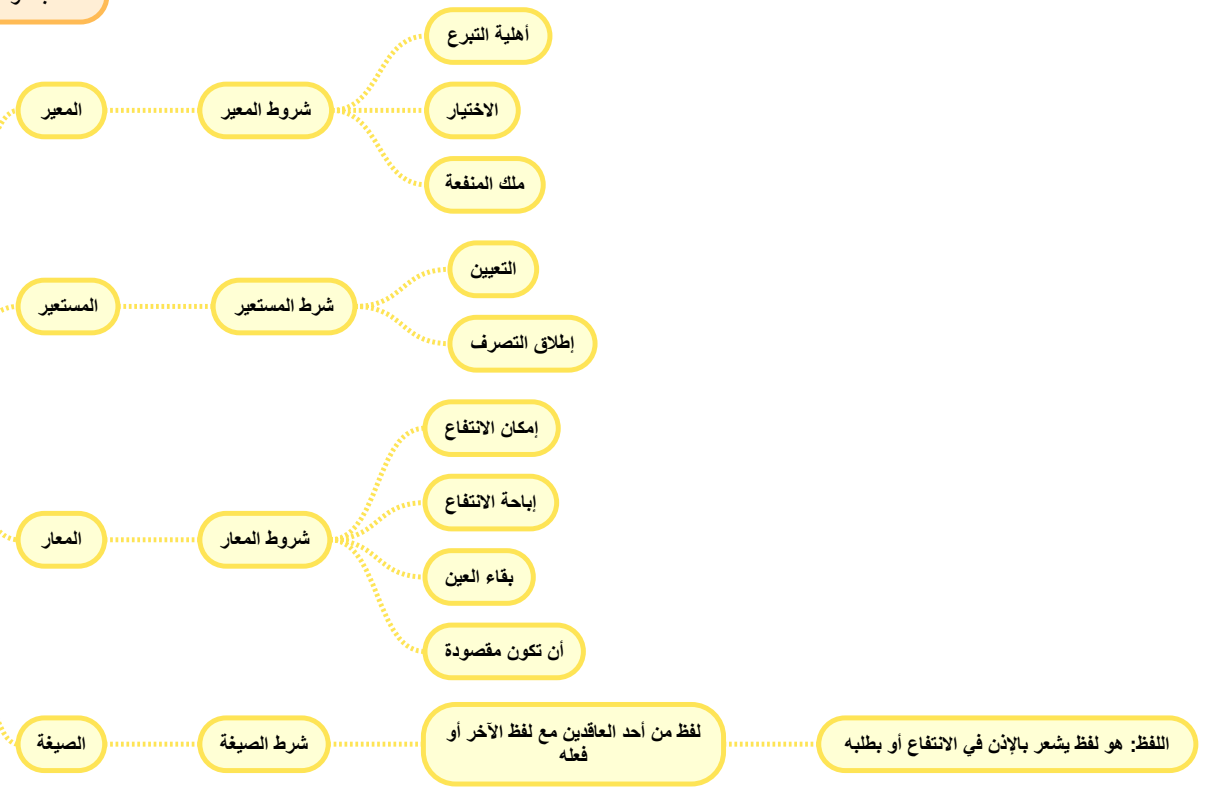 أهلية التبرع
المعير
شروط المعير
الاختيار
ملك المنفعة
التعيين
المستعير
شرط المستعير
إطلاق التصرف
إمكان الانتفاع
إباحة الانتفاع
المعار
شروط المعار
بقاء العين
أن تكون مقصودة
الصيغة
شرط الصيغة
لفظ من أحد العاقدين مع لفظ الآخر أو
فعله
اللفظ: هو لفظ يشعر بالإذن في الانتفاع أو بطلبه